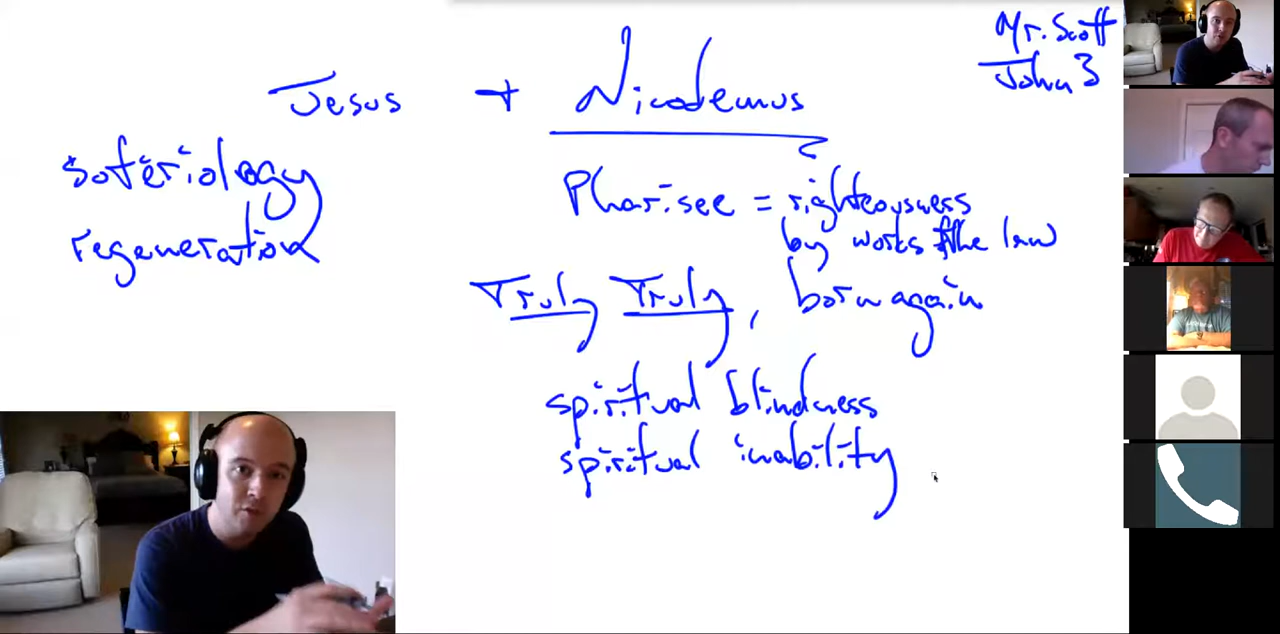 Mr. Scott
John 3
Jesus + Nicodemus
soteriology
regeneration
Pharisee = righteousness
by works of the law
Truly Truly, born again
spiritual blindness
spiritual inability